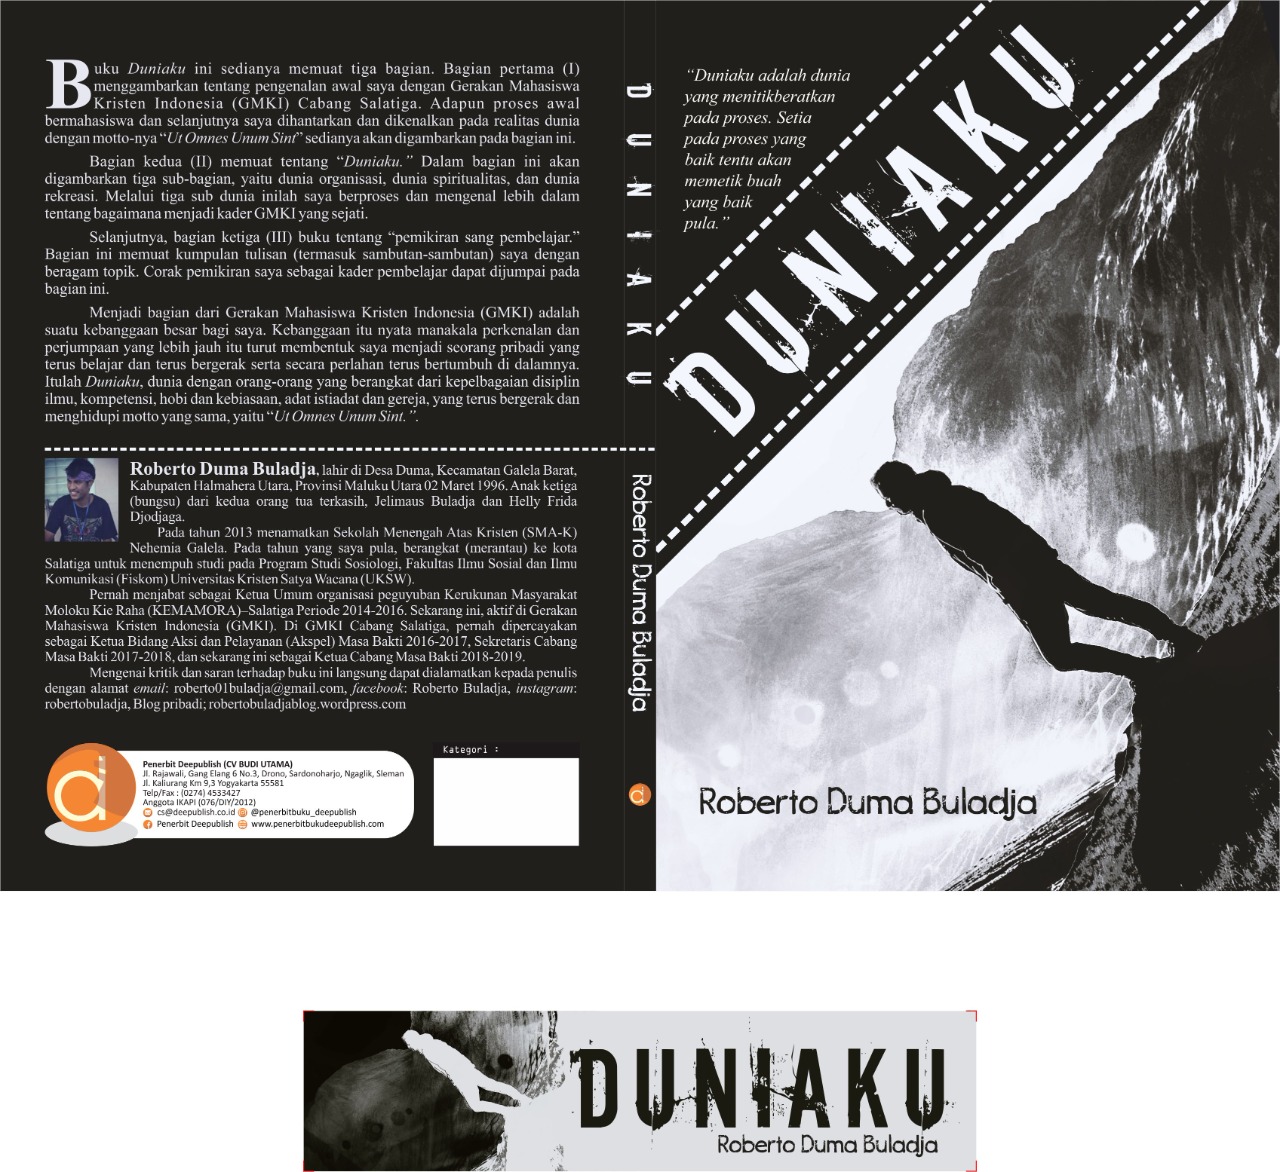 Buku Duniaku ini sedianya memuat tiga bagian. Bagian pertama (I)
menggambarkan tentang pengenalan awal saya dengan Gerakan Mahasiswa
Kristen Indonesia (GMKI) Cabang Salatiga. Adapun proses awal
bermahasiswa dan selanjutnya saya dihantarkan dan dikenalkan pada realitas dunia
dengan motto-nya “Ut Omnes Unum Sint” sedianya akan digambarkan pada bagian ini.
Bagian kedua (II) memuat tentang “Duniaku.” Dalam bagian ini akan
digambarkan tiga sub-bagian, yaitu dunia organisasi, dunia spiritualitas, dan dunia
rekreasi. Melalui tiga sub dunia inilah saya berproses dan mengenal lebih dalam
tentang bagaimana menjadi kader GMKI yang sejati.
Selanjutnya, bagian ketiga (III) buku tentang “pemikiran sang pembelajar.”
Bagian ini memuat kumpulan tulisan (termasuk sambutan-sambutan) saya dengan
beragam topik. Corak pemikiran saya sebagai kader pembelajar dapat dijumpai pada
bagian ini.
Menjadi bagian dari Gerakan Mahasiswa Kristen Indonesia (GMKI) adalah
suatu kebanggaan besar bagi saya. Kebanggaan itu nyata manakala perkenalan dan
perjumpaan yang lebih jauh itu turut membentuk saya menjadi seorang pribadi yang
terus belajar dan terus bergerak serta secara perlahan terus bertumbuh di dalamnya.
Itulah Duniaku, dunia dengan orang-orang yang berangkat dari kepelbagaian disiplin
ilmu, kompetensi, hobi dan kebiasaan, adat istiadat dan gereja, yang terus bergerak dan
menghidupi motto yang sama, yaitu “Ut Omnes Unum Sint.”.
Roberto Duma Buladja, lahir di Desa Duma, Kecamatan Galela Barat,
Kabupaten Halmahera Utara, Provinsi Maluku Utara 02 Maret 1996. Anak ketiga
(bungsu) dari kedua orang tua terkasih, Jelimaus Buladja dan Helly Frida
Djodjaga.
Pada tahun 2013 menamatkan Sekolah Menengah Atas Kristen (SMA-K)
Nehemia Galela. Pada tahun yang saya pula, berangkat (merantau) ke kota
Salatiga untuk menempuh studi pada Program Studi Sosiologi, Fakultas Ilmu Sosial dan Ilmu
Komunikasi (Fiskom) Universitas Kristen Satya Wacana (UKSW).
Pernah menjabat sebagai Ketua Umum organisasi peguyuban Kerukunan Masyarakat
Moloku Kie Raha (KEMAMORA)–Salatiga Periode 2014-2016. Sekarang ini, aktif di Gerakan
Mahasiswa Kristen Indonesia (GMKI). Di GMKI Cabang Salatiga, pernah dipercayakan
sebagai Ketua Bidang Aksi dan Pelayanan (Akspel) Masa Bakti 2016-2017, Sekretaris Cabang
Masa Bakti 2017-2018, dan sekarang ini sebagai Ketua Cabang Masa Bakti 2018-2019.
Mengenai kritik dan saran terhadap buku ini langsung dapat dialamatkan kepada penulis
dengan alamat email: roberto01buladja@gmail.com, facebook: Roberto Buladja, instagram:
robertobuladja, Blog pribadi; robertobuladjablog.wordpress.com
Penerbit Deepublish (CV BUDI UTAMA)
Jl. Rajawali, Gang Elang 6 No.3, Drono, Sardonoharjo, Ngaglik, Sleman
Jl. Kaliurang Km 9,3 Yogyakarta 55581
Telp/Fax : (0274) 4533427
Anggota IKAPI (076/DIY/2012)
cs@deepublish.co.id @penerbitbuku_deepublish
Penerbit Deepublish www.penerbitbukudeepublish.com
Kategori :
DUNIAKU
Roberto Duma Buladja
“Duniaku adalah dunia
yang menitikberatkan
pada proses. Setia
pada proses yang
baik tentu akan
memetik buah
yang baik
pula.”
DUNIAKU
Roberto Duma Buladja
DUNIAKU
Roberto Duma Buladja